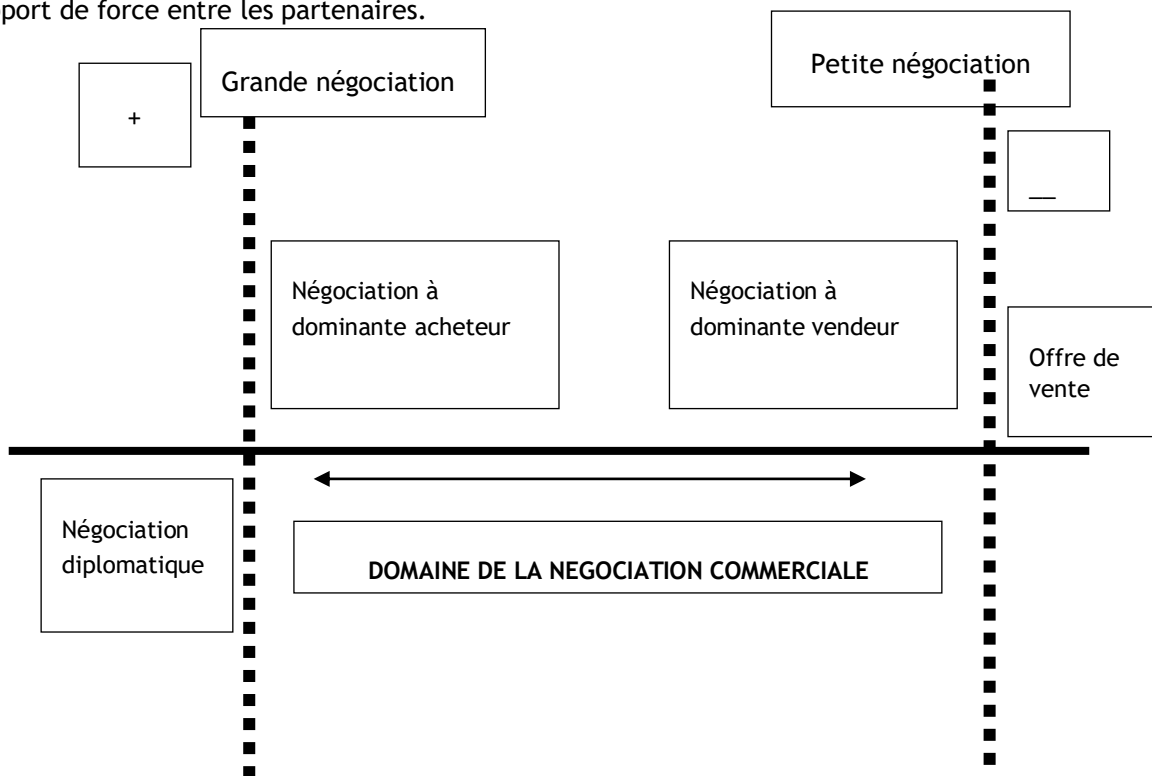 port de force entre les partenaires.
Grande négociation
Petite négociation
+
__
Négociation à
dominante acheteur
Négociation à
dominante vendeur
Offre de
vente
Négociation
diplomatique
DOMAINE DE LA NEGOCIATION COMMERCIALE